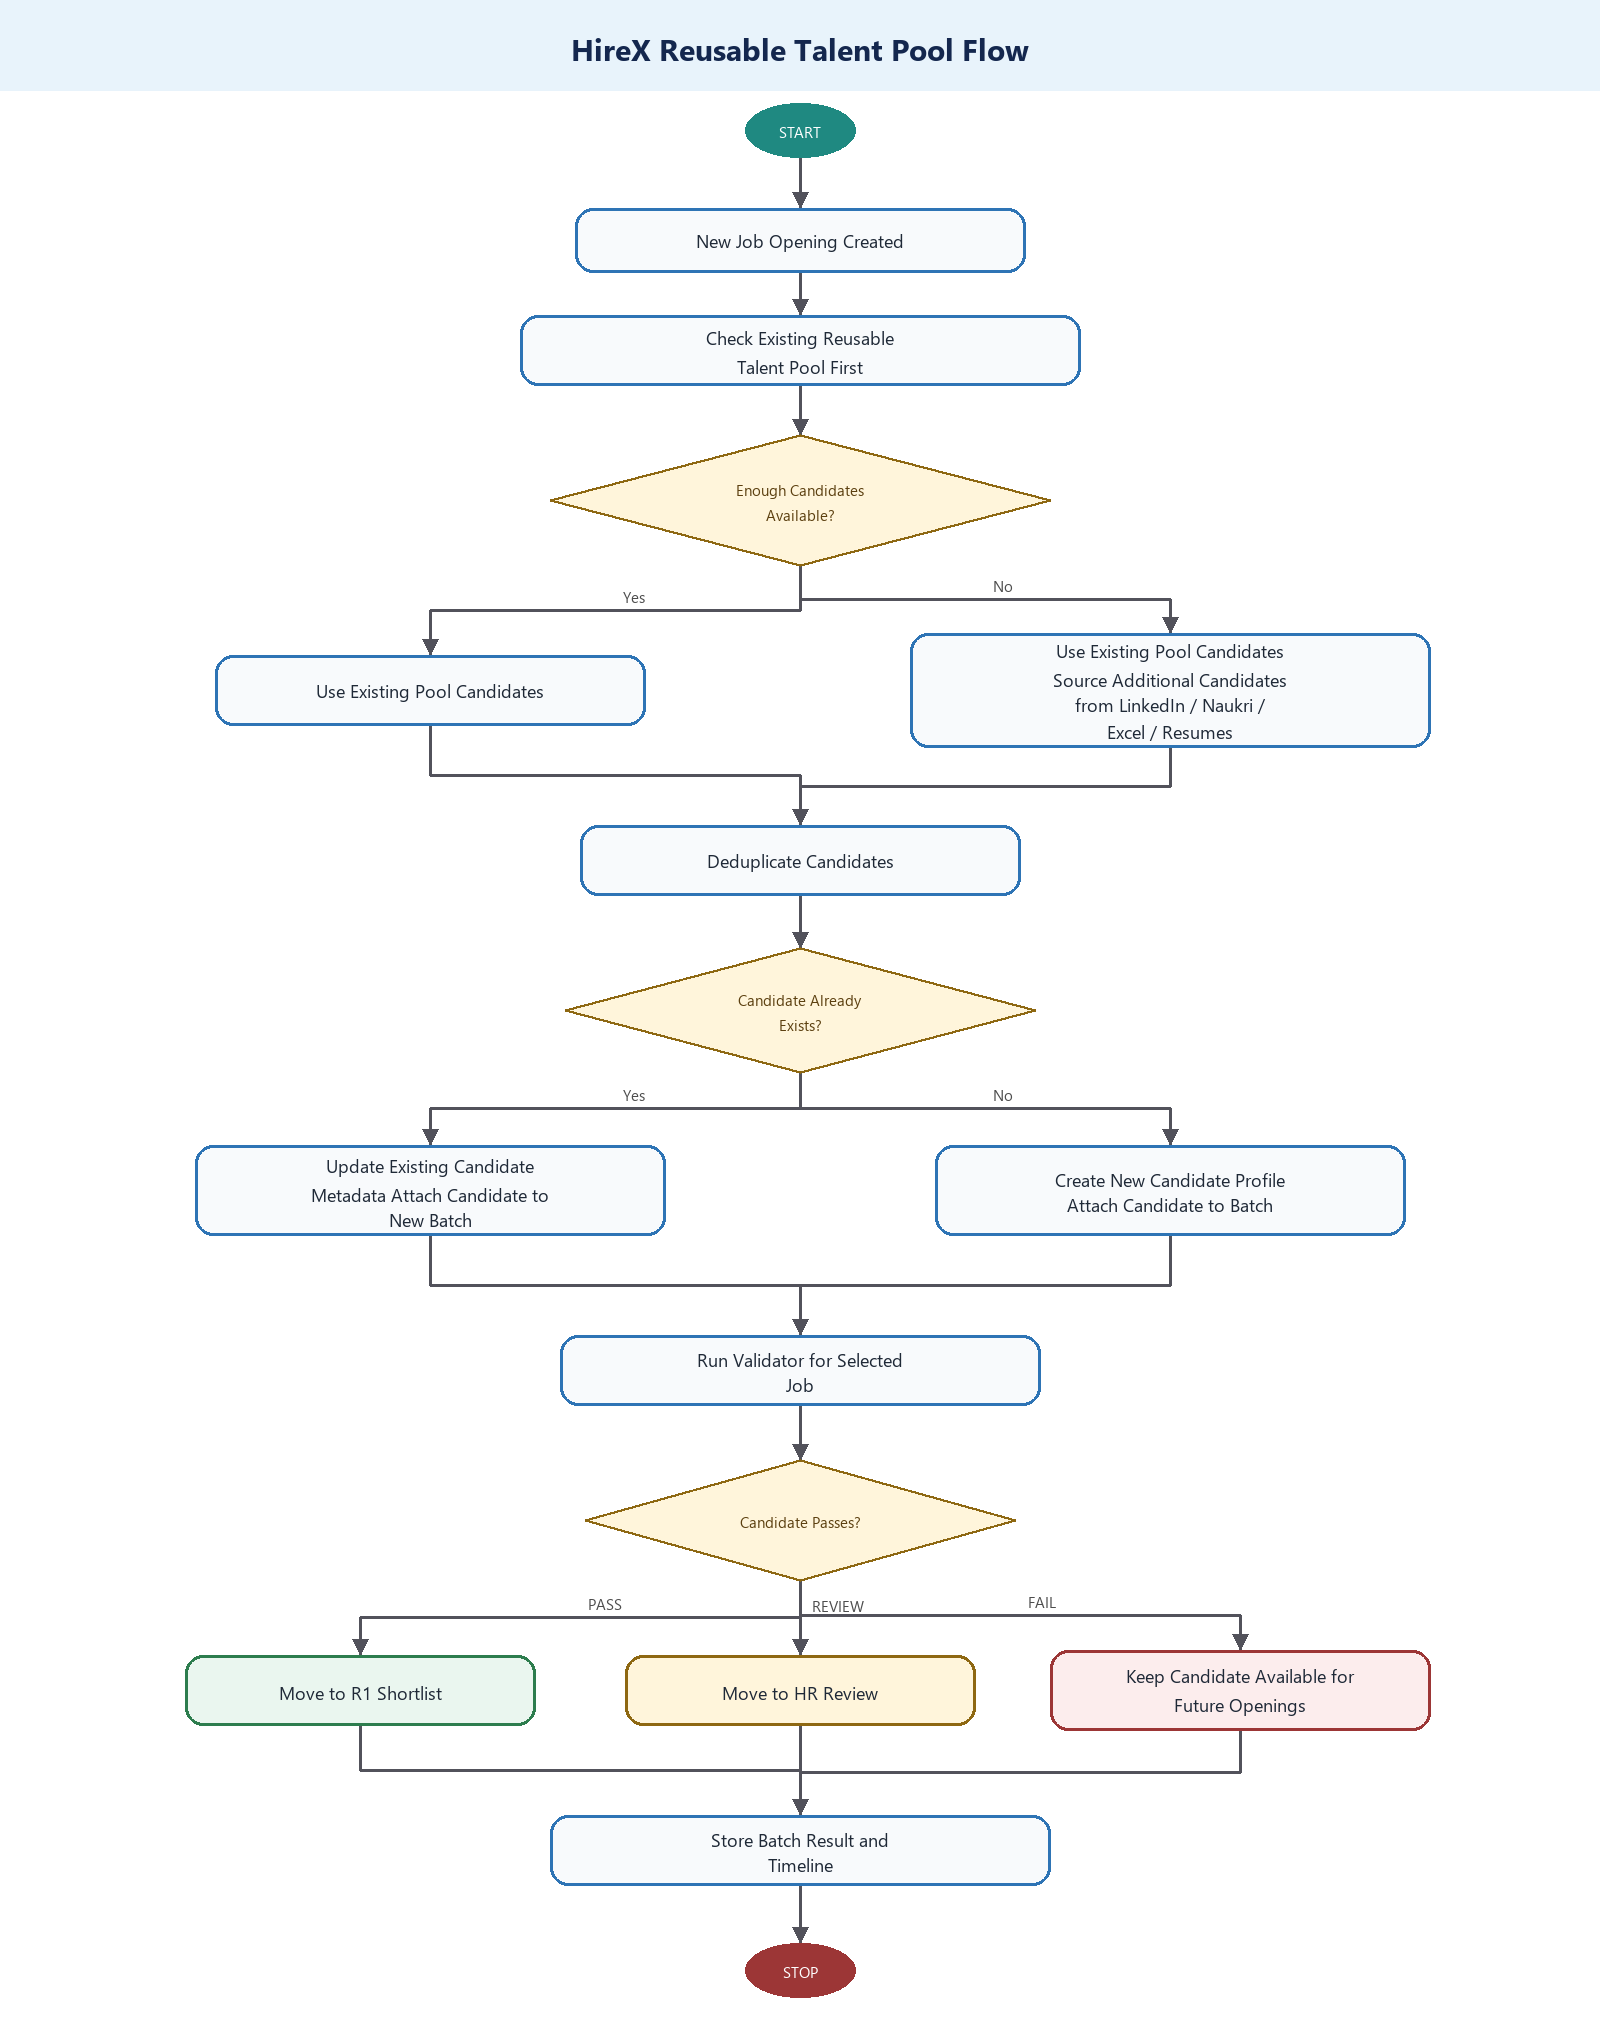 HireX Reusable Talent Pool Flow
START
New Job Opening Created
Check Existing Reusable
Talent Pool First
Enough Candidates
Available?
Yes
No
Use Existing Pool Candidates
Use Existing Pool Candidates
Source Additional Candidates
from LinkedIn / Naukri /
Excel / Resumes
Deduplicate Candidates
Candidate Already
Exists?
Yes
No
Update Existing Candidate
Metadata Attach Candidate to
New Batch
Create New Candidate Profile
Attach Candidate to Batch
Run Validator for Selected
Job
Candidate Passes?
PASS
REVIEW
FAIL
Move to R1 Shortlist
Move to HR Review
Keep Candidate Available for
Future Openings
Store Batch Result and
Timeline
STOP